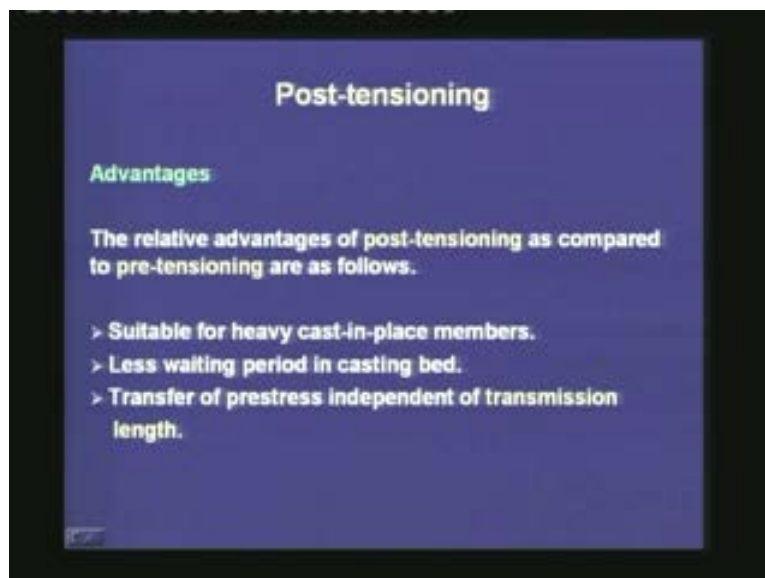 Post-tensioning
Advantages
The relative advantages of post-tensioning as compared
to pre-tensioning are as follows.
➢ Suitable for heavy cast-in-place members.
➢ Less waiting period in casting bed.
➢ Transfer of prestress independent of transmission
length.